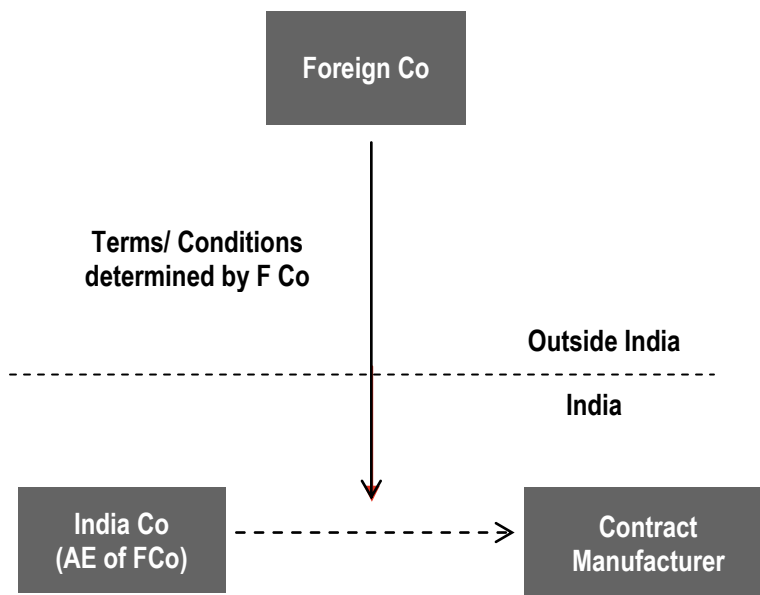 Foreign Co
Terms/ Conditions
determined by F Co
Outside India
India
India Co
(AE of FCo)
Contract
Manufacturer